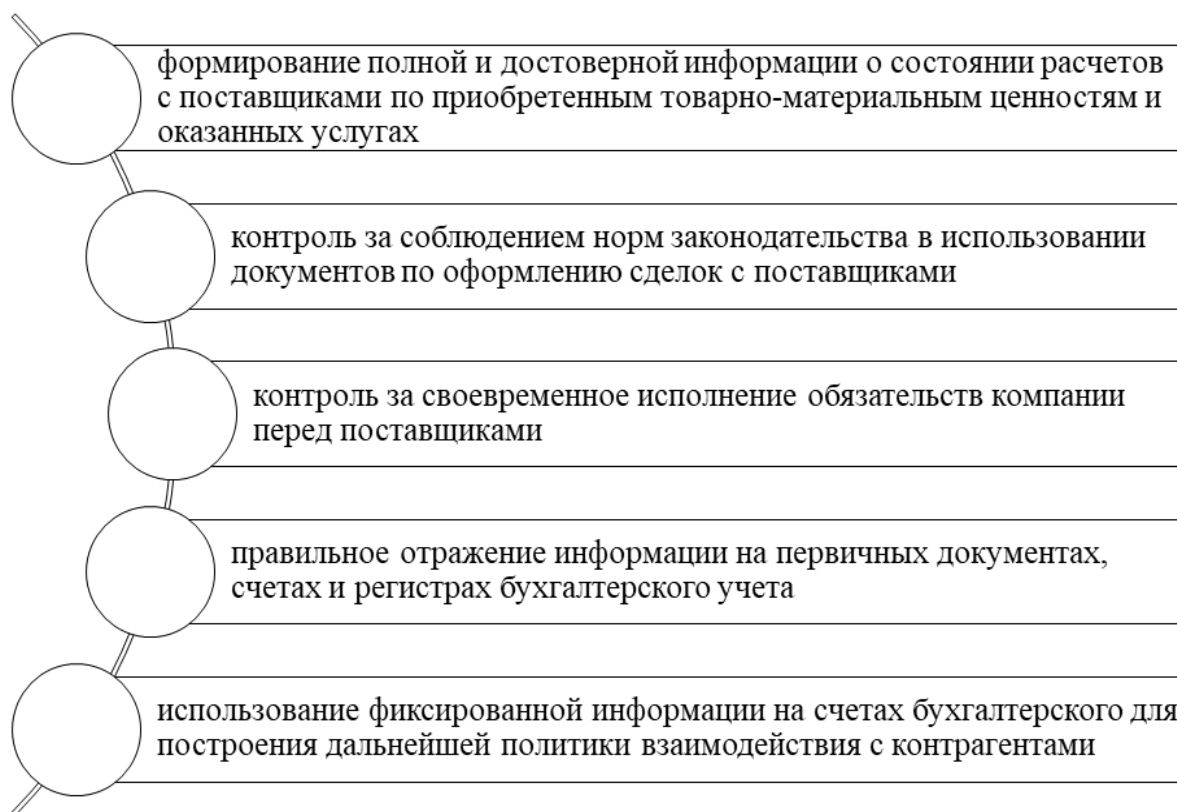 формирование полной и достоверной информации о состоянии расчетов
с поставщиками по приобретенным товарно-материальным ценностям и
оказанных услугах
контроль за соблюдением норм законодательства в использовании
документов по оформлению сделок с поставщиками
контроль за своевременное исполнение обязательств компании
перед поставщиками
правильное отражение информации на первичных документах,
счетах и регистрах бухгалтерского учета
использование фиксированной информации на счетах бухгалтерского для
построения дальнейшей политики взаимодействия с контрагентами